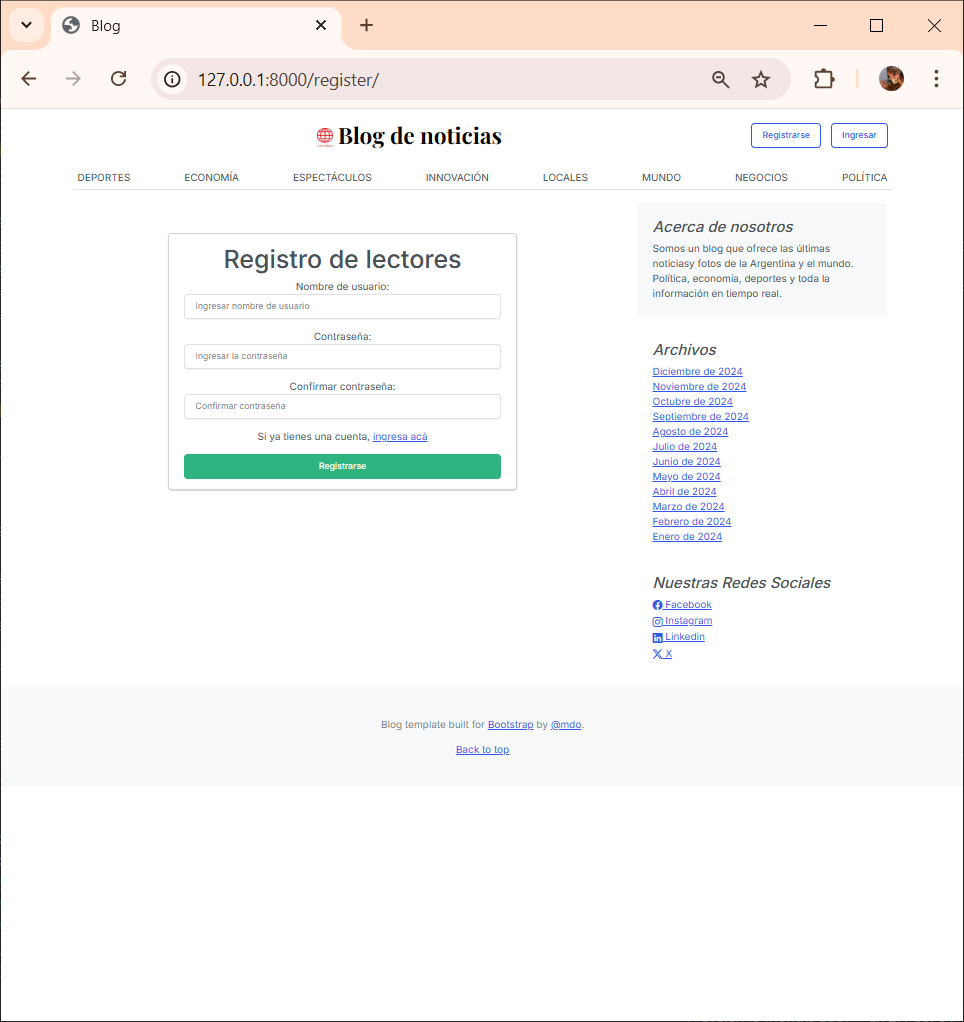 Blog
127.0.0.1:8000/register/
Blog de noticias
Registrarse
Ingresar
DEPORTES ECONOMÍA ESPECTÁCULOS INNOVACIÓN LOCALES MUNDO NEGOCIOS POLÍTICA
Registro de lectores
Nombre de usuario:
Ingresar nombre de usuario
Contraseña:
Ingresar la contraseña
Confirmar contraseña:
Confirmar contraseña
Si ya tienes una cuenta, ingresa acá
Registrarse
Acerca de nosotros
Somos un blog que ofrece las últimas
noticiasy fotos de la Argentina y el mundo.
Política, economía, deportes y toda la
información en tiempo real.
Archivos
Diciembre de 2024
Noviembre de 2024
Octubre de 2024
Septiembre de 2024
Agosto de 2024
Julio de 2024
Junio de 2024
Mayo de 2024
Abril de 2024
Marzo de 2024
Febrero de 2024
Enero de 2024
Nuestras Redes Sociales
Facebook
Instagram
Linkedin
X
Blog template built for Bootstrap by @mdo.
Back to top